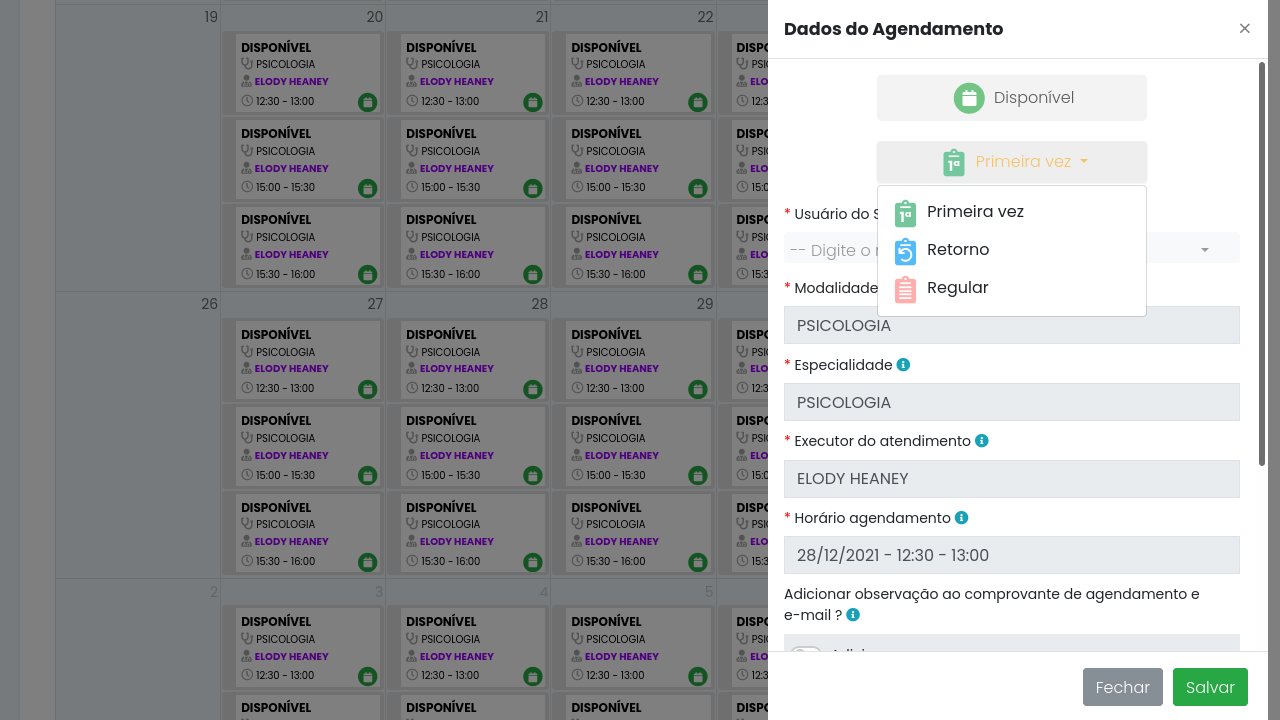 19
20
21
22
DISPONÍVEL
PSICOLOGIA
ELODY HEANEY
12:30 - 13:00
DISPONÍVEL
PSICOLOGIA
ELODY HEANEY
12:30 - 13:00
DISPONÍVEL
PSICOLOGIA
ELODY HEANEY
12:30 - 13:00
DISPONÍVEL
PSICOLOGIA
ELODY HEANEY
15:00 - 15:30
DISPONÍVEL
PSICOLOGIA
ELODY HEANEY
15:00 - 15:30
DISPONÍVEL
PSICOLOGIA
ELODY HEANEY
15:00 - 15:30
DISPONÍVEL
PSICOLOGIA
ELODY HEANEY
15:30 - 16:00
DISPONÍVEL
PSICOLOGIA
ELODY HEANEY
15:30 - 16:00
DISPONÍVEL
PSICOLOGIA
ELODY HEANEY
15:30 - 16:00
26
27
28
29
DISPONÍVEL
PSICOLOGIA
ELODY HEANEY
12:30 - 13:00
DISPONÍVEL
PSICOLOGIA
ELODY HEANEY
12:30 - 13:00
DISPONÍVEL
PSICOLOGIA
ELODY HEANEY
12:30 - 13:00
DISPONÍVEL
PSICOLOGIA
ELODY HEANEY
15:00 - 15:30
DISPONÍVEL
PSICOLOGIA
ELODY HEANEY
15:00 - 15:30
DISPONÍVEL
PSICOLOGIA
ELODY HEANEY
15:00 - 15:30
DISPONÍVEL
PSICOLOGIA
ELODY HEANEY
15:30 - 16:00
DISPONÍVEL
PSICOLOGIA
ELODY HEANEY
15:30 - 16:00
DISPONÍVEL
PSICOLOGIA
ELODY HEANEY
15:30 - 16:00
2
3
4
5
DISPONÍVEL
PSICOLOGIA
ELODY HEANEY
12:30 - 13:00
DISPONÍVEL
PSICOLOGIA
ELODY HEANEY
12:30 - 13:00
DISPONÍVEL
PSICOLOGIA
ELODY HEANEY
12:30 - 13:00
DISPONÍVEL
DISPONÍVEL
DISPONÍVEL
Dados do Agendamento
×
Disponível
1ª Primeira vez
1ª Primeira vez
Retorno
Regular
* Usuário do
-- Digite o
* Modalidade
PSICOLOGIA
* Especialidade
PSICOLOGIA
* Executor do atendimento
ELODY HEANEY
* Horário agendamento
28/12/2021 - 12:30 - 13:00
Adicionar observação ao comprovante de agendamento e
e-mail ?
Fechar
Salvar